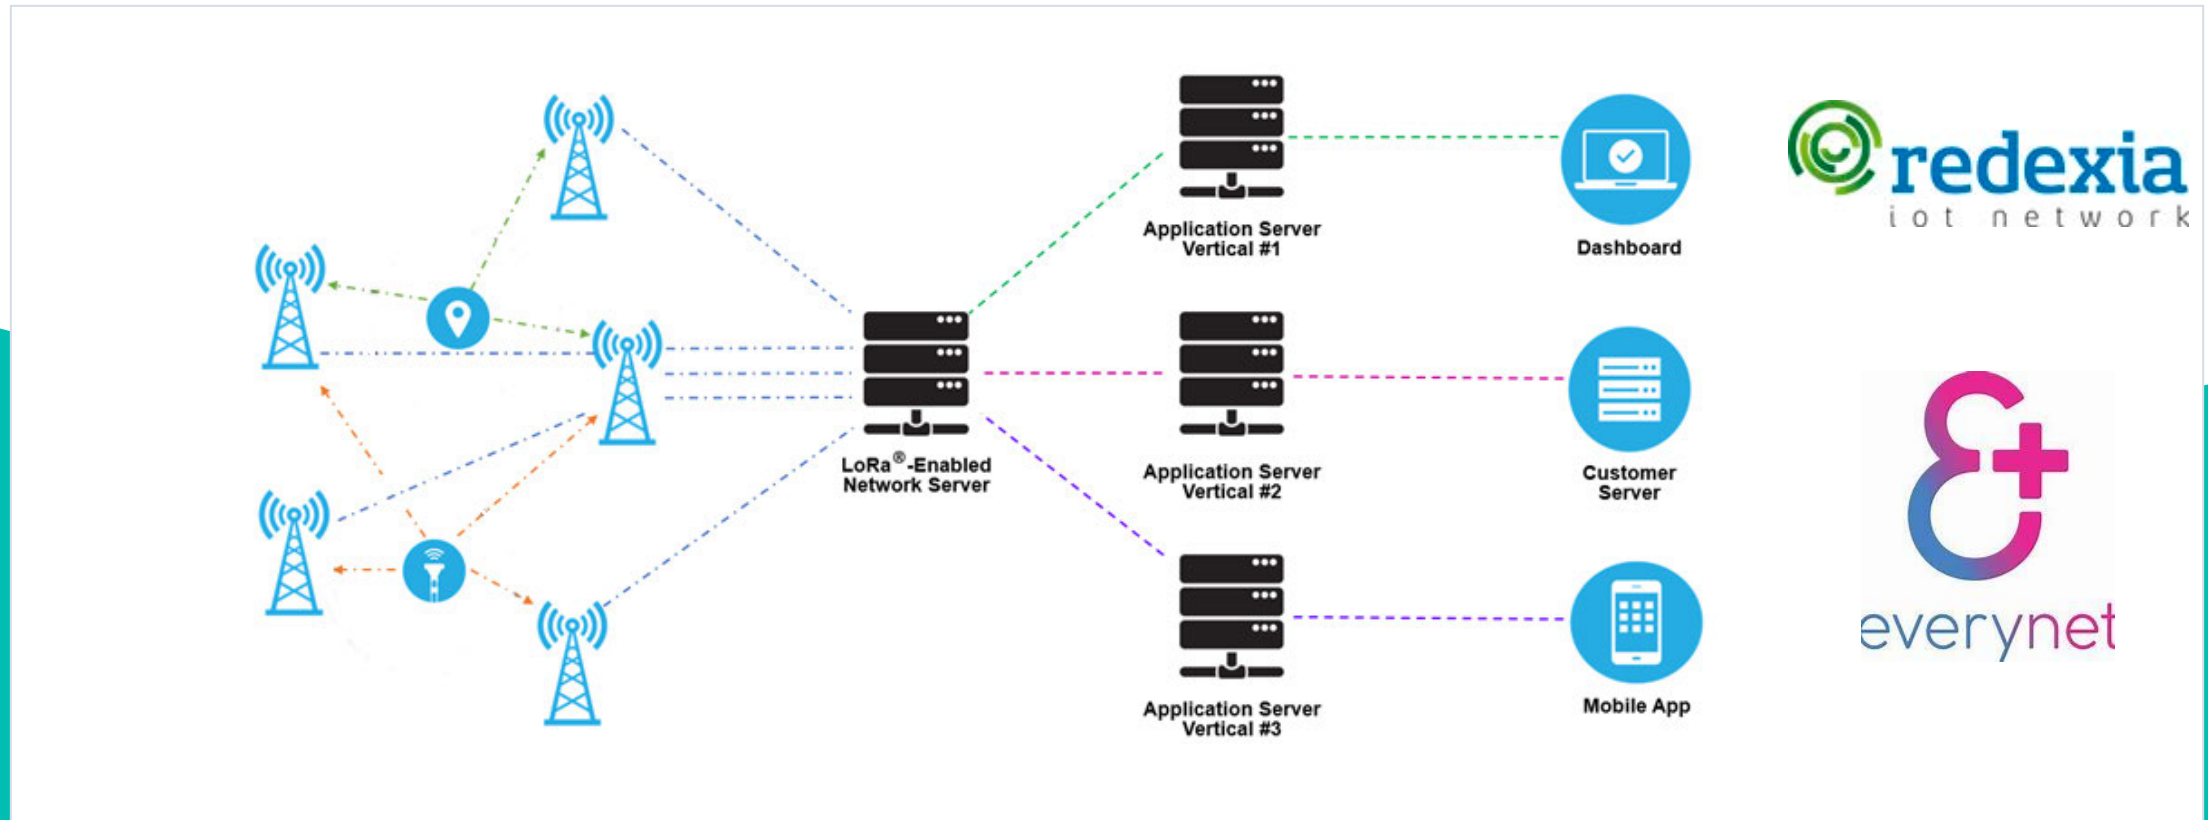 Application Server
Vertical #1
Dashboard
redexia
iot network
LoRa®-Enabled
Network Server
Application Server
Vertical #2
Customer
Server
everynet
Application Server
Vertical #3
Mobile App